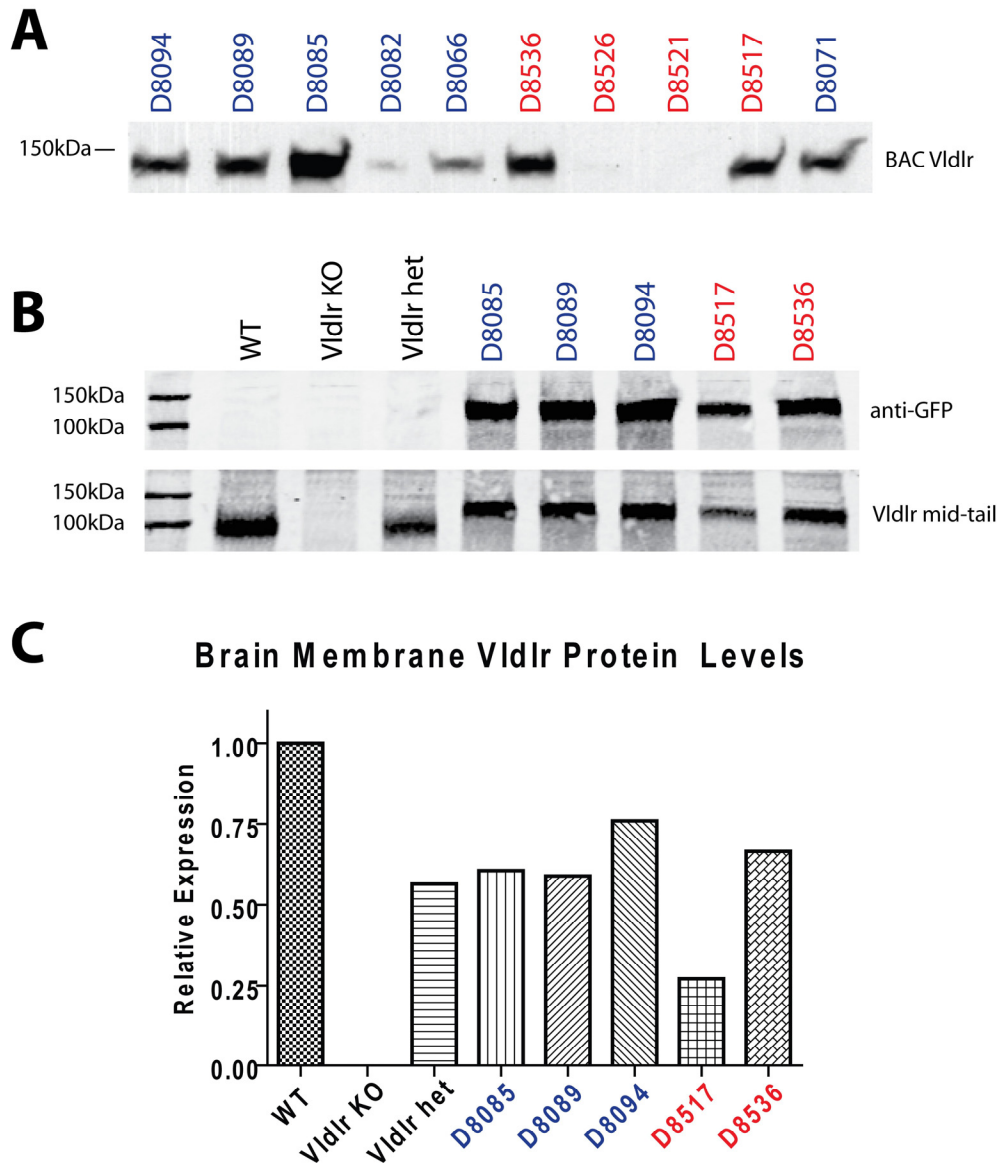 A
D8094 D8089 D8085 D8082 D8066 D8536 D8526 D8521 D8517 D8071
150kDa
BAC Vldlr
B
WT Vldlr KO Vldlr het D8085 D8089 D8094 D8517 D8536
150kDa
100kDa
anti-GFP
150kDa
100kDa
Vldlr mid-tail
C
Brain Membrane Vldlr Protein Levels
Relative Expression
1.00
0.75
0.50
0.25
0.00
WT Vldlr KO Vldlr het D8085 D8089 D8094 D8517 D8536